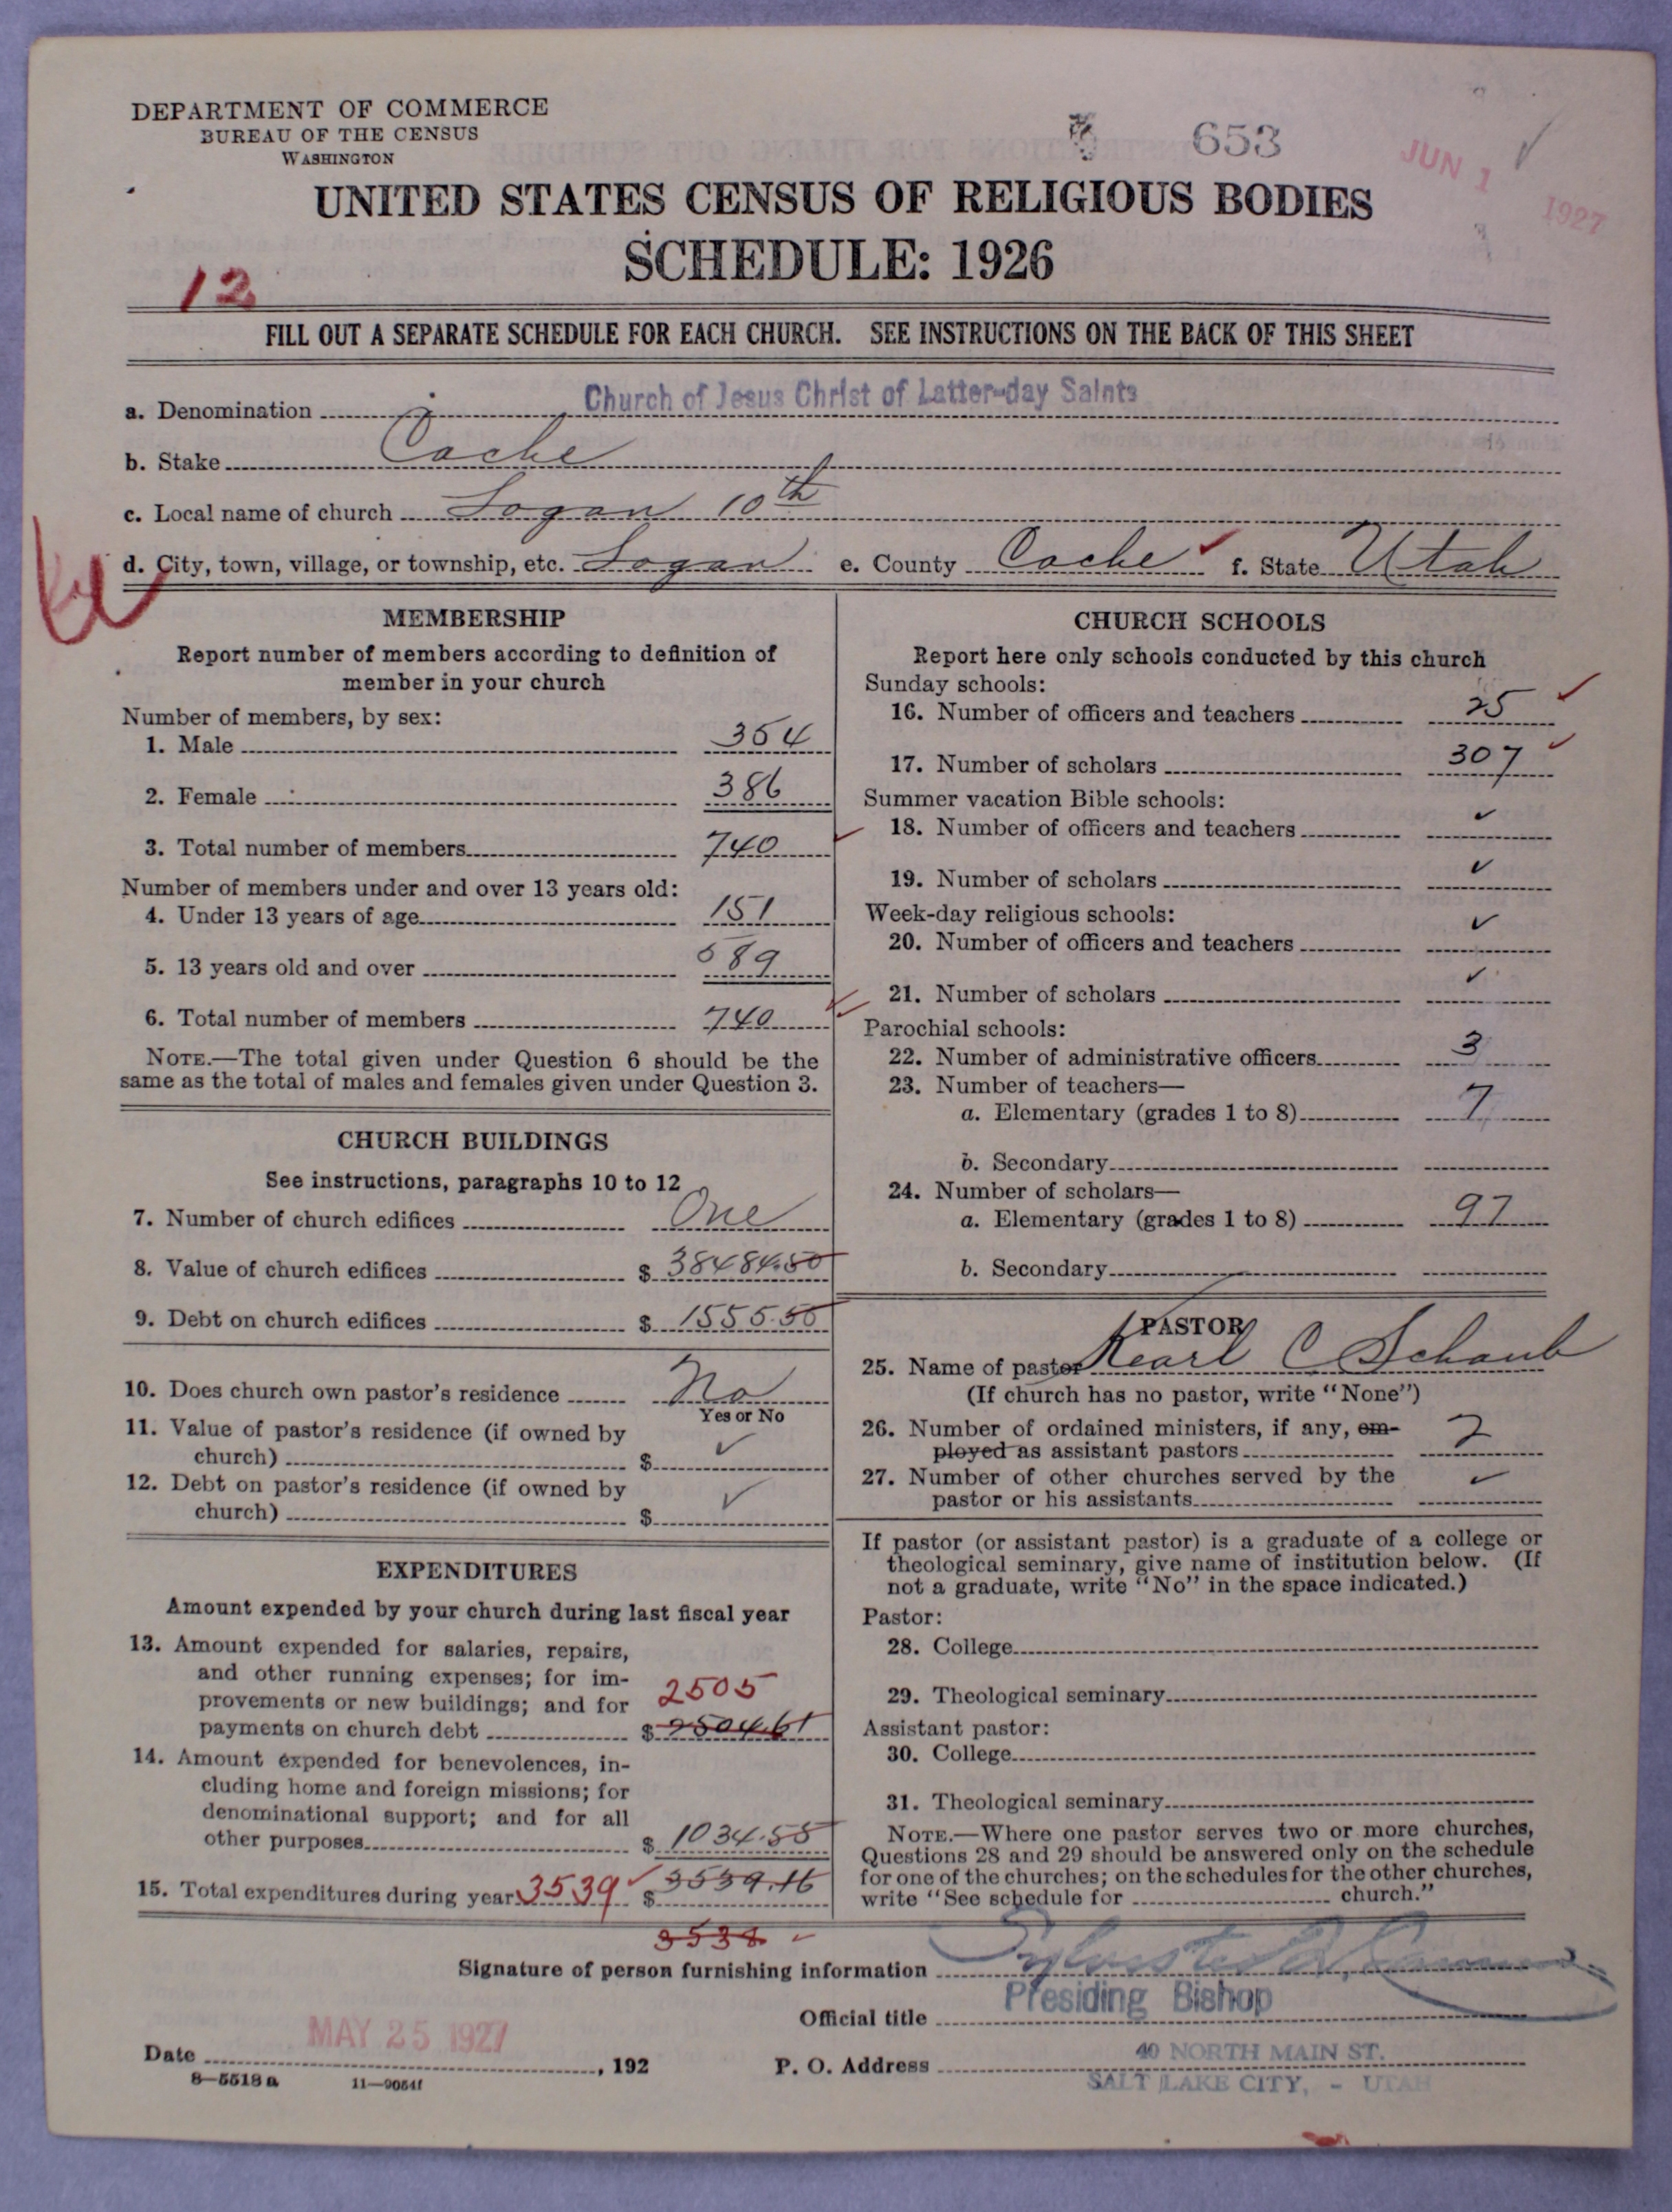 DEPARTMENT OF COMMERCE
BUREAU OF THE CENSUS
WASHINGTON
653
JUN 1 1927
UNITED STATES CENSUS OF RELIGIOUS BODIES
SCHEDULE: 1926
12
FILL OUT A SEPARATE SCHEDULE FOR EACH CHURCH. SEE INSTRUCTIONS ON THE BACK OF THIS SHEET
a. Denomination Church of Jesus Christ of Latter-day Saints
b. Stake Cache
c. Local name of church Logan 10th
d. City, town, village, or township, etc. Logan e. County Cache f. State Utah
MEMBERSHIP
Report number of members according to definition of
member in your church
Number of members, by sex:
1. Male 354
2. Female 386
3. Total number of members 740
Number of members under and over 13 years old:
4. Under 13 years of age 151
5. 13 years old and over 589
6. Total number of members 740
NOTE.—The total given under Question 6 should be the
same as the total of males and females given under Question 3.
CHURCH BUILDINGS
See instructions, paragraphs 10 to 12
7. Number of church edifices One
8. Value of church edifices $ 38484.50
9. Debt on church edifices $ 1555.50
10. Does church own pastor's residence No
Yes or No
11. Value of pastor's residence (if owned by
church) $ ✓
12. Debt on pastor's residence (if owned by
church) $ ✓
EXPENDITURES
Amount expended by your church during last fiscal year
13. Amount expended for salaries, repairs,
and other running expenses; for im-
provements or new buildings; and for 2505
payments on church debt $ 2504.61
14. Amount expended for benevolences, in-
cluding home and foreign missions; for
denominational support; and for all
other purposes $ 1034.55
15. Total expenditures during year 3539 ✓ $ 3539.16
3538 ✓
CHURCH SCHOOLS
Report here only schools conducted by this church
Sunday schools:
16. Number of officers and teachers 25 ✓
17. Number of scholars 307 ✓
Summer vacation Bible schools:
18. Number of officers and teachers ✓
19. Number of scholars ✓
Week-day religious schools:
20. Number of officers and teachers ✓
21. Number of scholars ✓
Parochial schools:
22. Number of administrative officers 3
23. Number of teachers—
a. Elementary (grades 1 to 8) 7
b. Secondary
24. Number of scholars—
a. Elementary (grades 1 to 8) 97
b. Secondary
PASTOR
25. Name of pastor Kearl C Schaub
(If church has no pastor, write "None")
26. Number of ordained ministers, if any, em-
ployed as assistant pastors 2
27. Number of other churches served by the
pastor or his assistants ✓
If pastor (or assistant pastor) is a graduate of a college or
theological seminary, give name of institution below. (If
not a graduate, write "No" in the space indicated.)
Pastor:
28. College
29. Theological seminary
Assistant pastor:
30. College
31. Theological seminary
NOTE.—Where one pastor serves two or more churches,
Questions 28 and 29 should be answered only on the schedule
for one of the churches; on the schedules for the other churches,
write "See schedule for church."
Signature of person furnishing information
Official title Presiding Bishop
Date MAY 25 1927, 192
P. O. Address 40 NORTH MAIN ST.
SALT LAKE CITY, - UTAH
8—5518a 11—9054f